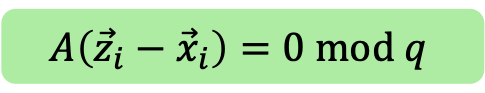 A(z⃗ᵢ − x⃗ᵢ) = 0 mod q